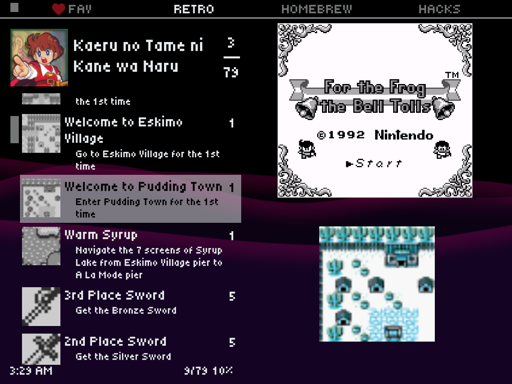 FAV RETRO HOMEBREW HACKS
Kaeru no Tame ni
Kane wa Naru
3
79
the 1st time
Welcome to Eskimo
Village
1
Go to Eskimo Village for the 1st
time
Welcome to Pudding Town 1
Enter Pudding Town for the 1st
time
Warm Syrup 1
Navigate the 7 screens of Syrup
Lake from Eskimo Village pier to
A La Mode pier
3rd Place Sword 5
Get the Bronze Sword
2nd Place Sword 5
Get the Silver Sword
3:29 AM 9/79 10%
For the Frog
the Bell Tolls
TM
©1992 Nintendo
▶Start